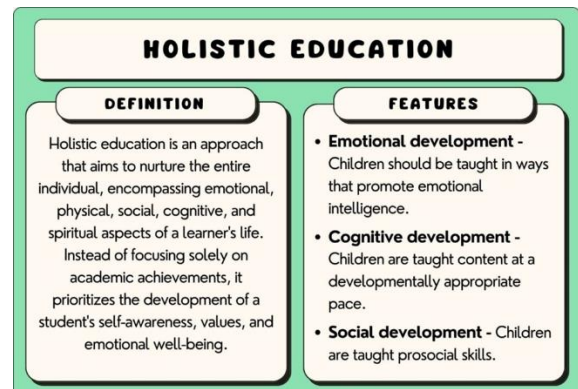 HOLISTIC EDUCATION
DEFINITION
Holistic education is an approach
that aims to nurture the entire
individual, encompassing emotional,
physical, social, cognitive, and
spiritual aspects of a learner's life.
Instead of focusing solely on
academic achievements, it
prioritizes the development of a
student's self-awareness, values, and
emotional well-being.
FEATURES
• Emotional development -
Children should be taught in ways
that promote emotional
intelligence.
• Cognitive development -
Children are taught content at a
developmentally appropriate
pace.
• Social development - Children
are taught prosocial skills.